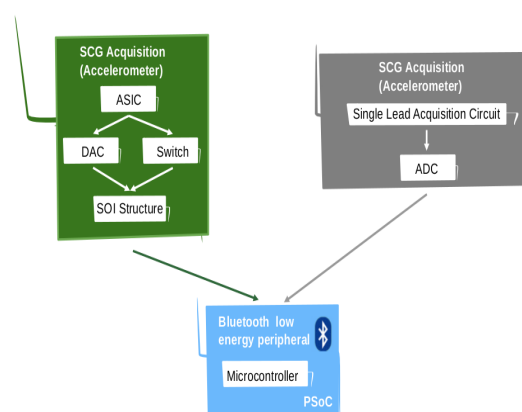 SCG Acquisition
(Accelerometer)
ASIC
DAC
Switch
SOI Structure
SCG Acquisition
(Accelerometer)
Single Lead Acquisition Circuit
ADC
Bluetooth low
energy peripheral
Microcontroller
PSoC